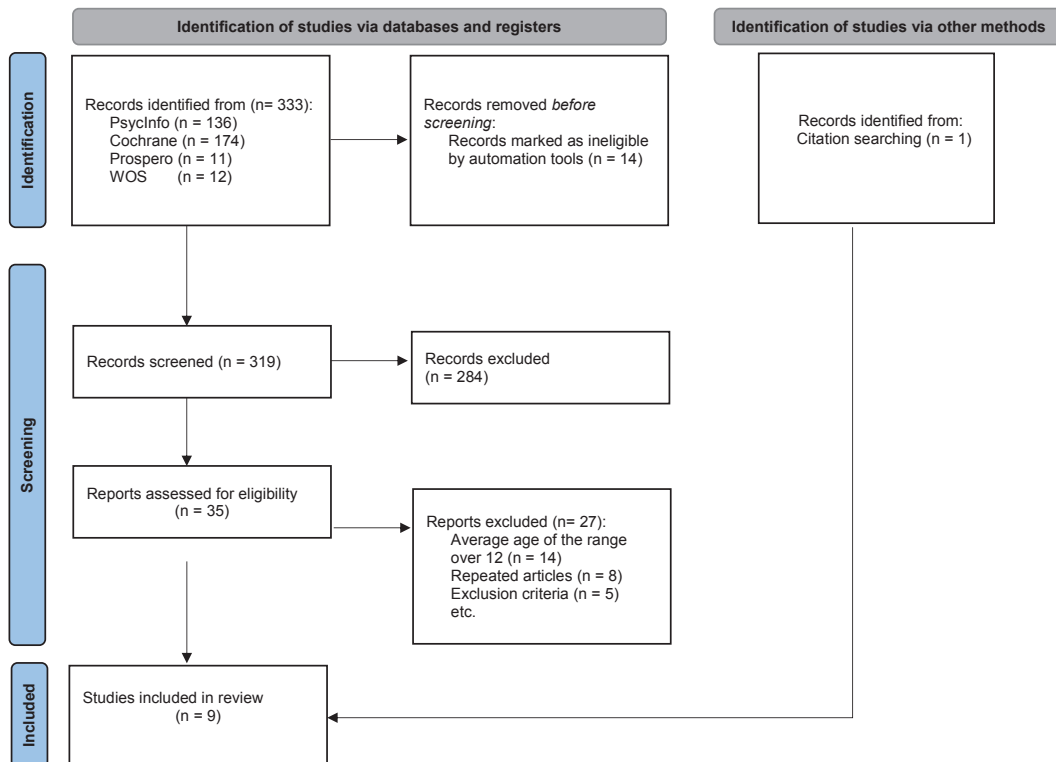 Identification of studies via databases and registers
Identification of studies via other methods
Identification
Records identified from (n= 333):
PsycInfo (n = 136)
Cochrane (n = 174)
Prospero (n = 11)
WOS (n = 12)
Records removed before
screening:
Records marked as ineligible
by automation tools (n = 14)
Records identified from:
Citation searching (n = 1)
Screening
Records screened (n = 319)
Records excluded
(n = 284)
Reports assessed for eligibility
(n = 35)
Reports excluded (n= 27):
Average age of the range
over 12 (n = 14)
Repeated articles (n = 8)
Exclusion criteria (n = 5)
etc.
Included
Studies included in review
(n = 9)